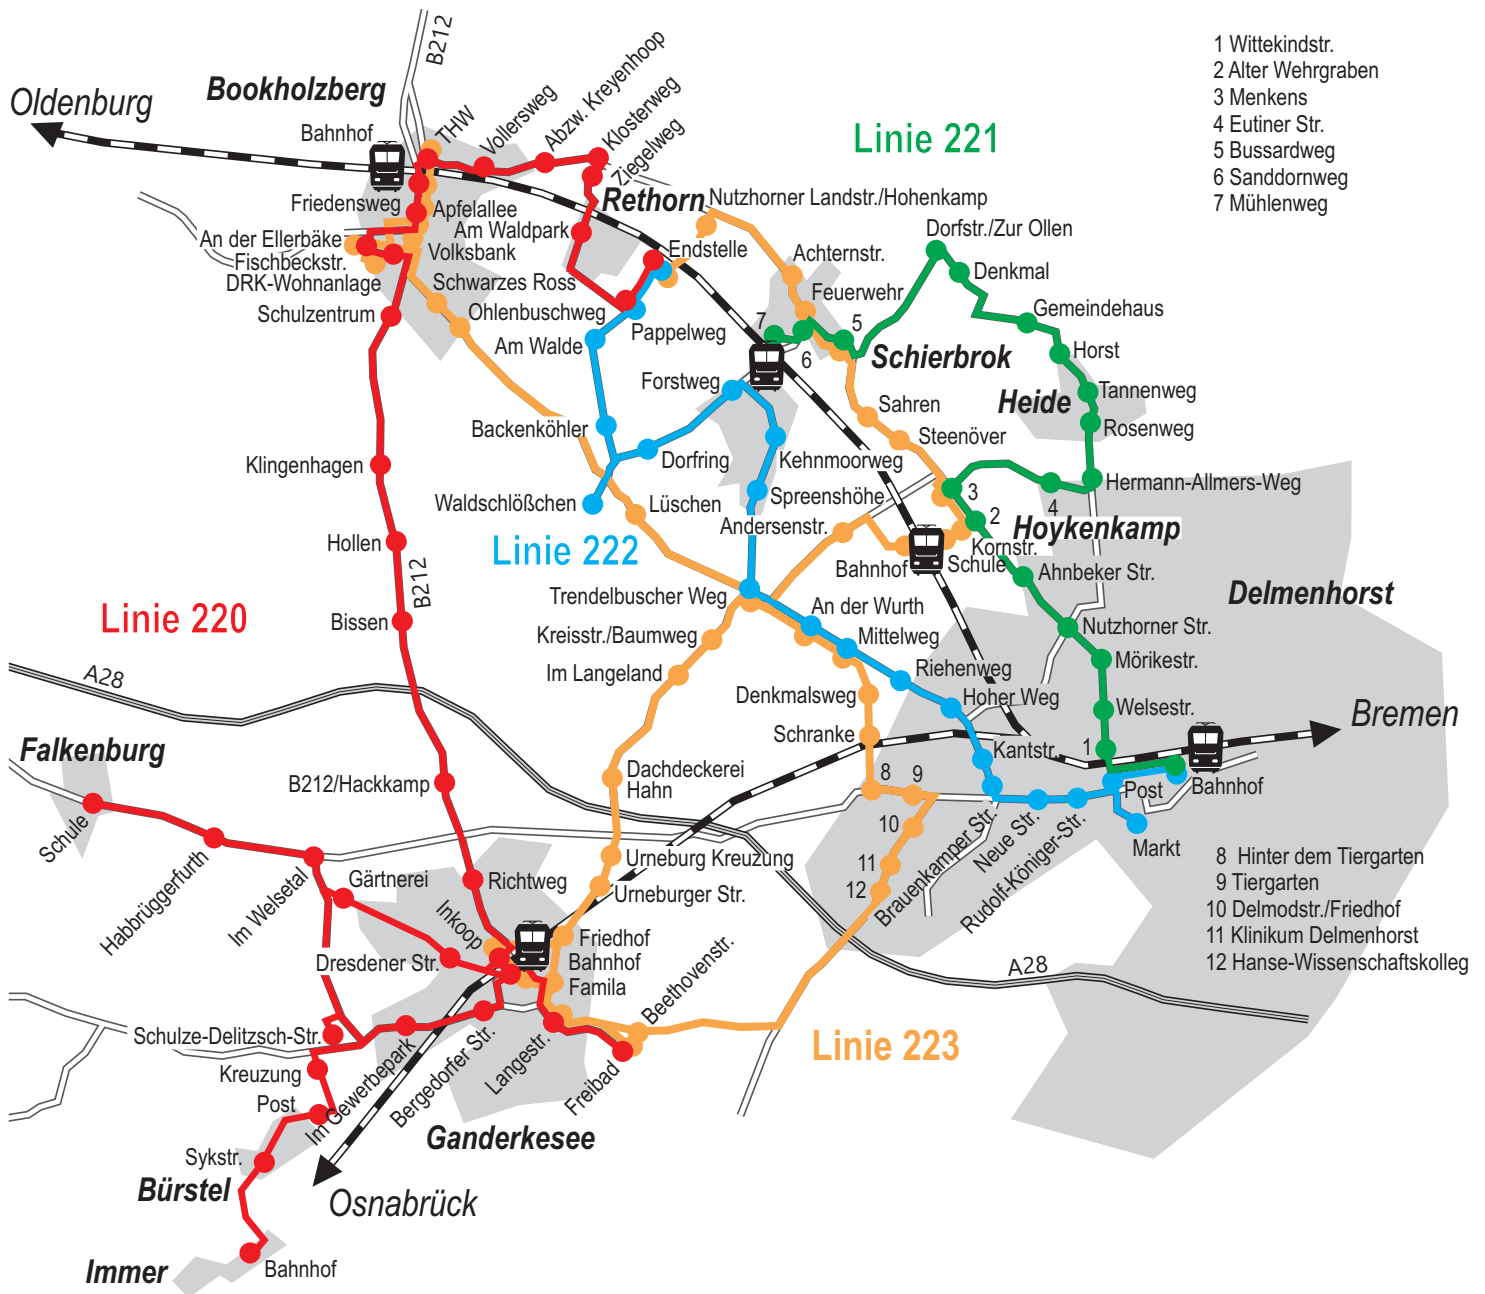 B212
Bookholzberg
Oldenburg
Bahnhof
THW
Vollersweg
Abzw. Kreyenhoop
Klosterweg
Ziegelweg
Linie 221
1 Wittekindstr.
2 Alter Wehrgraben
3 Menkens
4 Eutiner Str.
5 Bussardweg
6 Sanddornweg
7 Mühlenweg
Friedensweg
Apfelallee
Rethorn
Nutzhorner Landstr./Hohenkamp
Am Waldpark
An der Ellerbäke
Fischbeckstr.
DRK-Wohnanlage
Volksbank
Endstelle
Achternstr.
Dorfstr./Zur Ollen
Denkmal
Schwarzes Ross
Feuerwehr
Schulzentrum
Ohlenbuschweg
Pappelweg
Gemeindehaus
7
5
6
Am Walde
Schierbrok
Horst
Forstweg
Tannenweg
Heide
Sahren
Rosenweg
Backenköhler
Steenöver
Klingenhagen
Dorfring
Kehnmoorweg
Hermann-Allmers-Weg
Waldschlößchen
Lüschen
Spreenshöhe
3
4
Andersenstr.
2
Hoykenkamp
Hollen
Linie 222
Kornstr.
Bahnhof
Schule
Ahnbeker Str.
B212
Trendelbuscher Weg
An der Wurth
Delmenhorst
Linie 220
Bissen
Kreisstr./Baumweg
Mittelweg
Nutzhorner Str.
Im Langeland
Riehenweg
Mörikestr.
A28
Denkmalsweg
Hoher Weg
Welsestr.
Bremen
Schranke
Kantstr.
1
Falkenburg
Dachdeckerei
Hahn
B212/Hackkamp
8
9
Post
Bahnhof
Schule
10
Brauenkamper Str.
Neue Str.
Rudolf-Königer-Str.
Markt
Habbrüggerfurth
Im Welsetal
Gärtnerei
Richtweg
Urneburg Kreuzung
11
8 Hinter dem Tiergarten
Urneburger Str.
12
9 Tiergarten
10 Delmodstr./Friedhof
11 Klinikum Delmenhorst
12 Hanse-Wissenschaftskolleg
Inkoop
Friedhof
Dresdener Str.
Bahnhof
A28
Famila
Beethovenstr.
Schulze-Delitzsch-Str.
Linie 223
Kreuzung
Im Gewerbepark
Bergedorfer Str.
Langestr.
Freibad
Post
Ganderkesee
Sykstr.
Bürstel
Osnabrück
Immer
Bahnhof